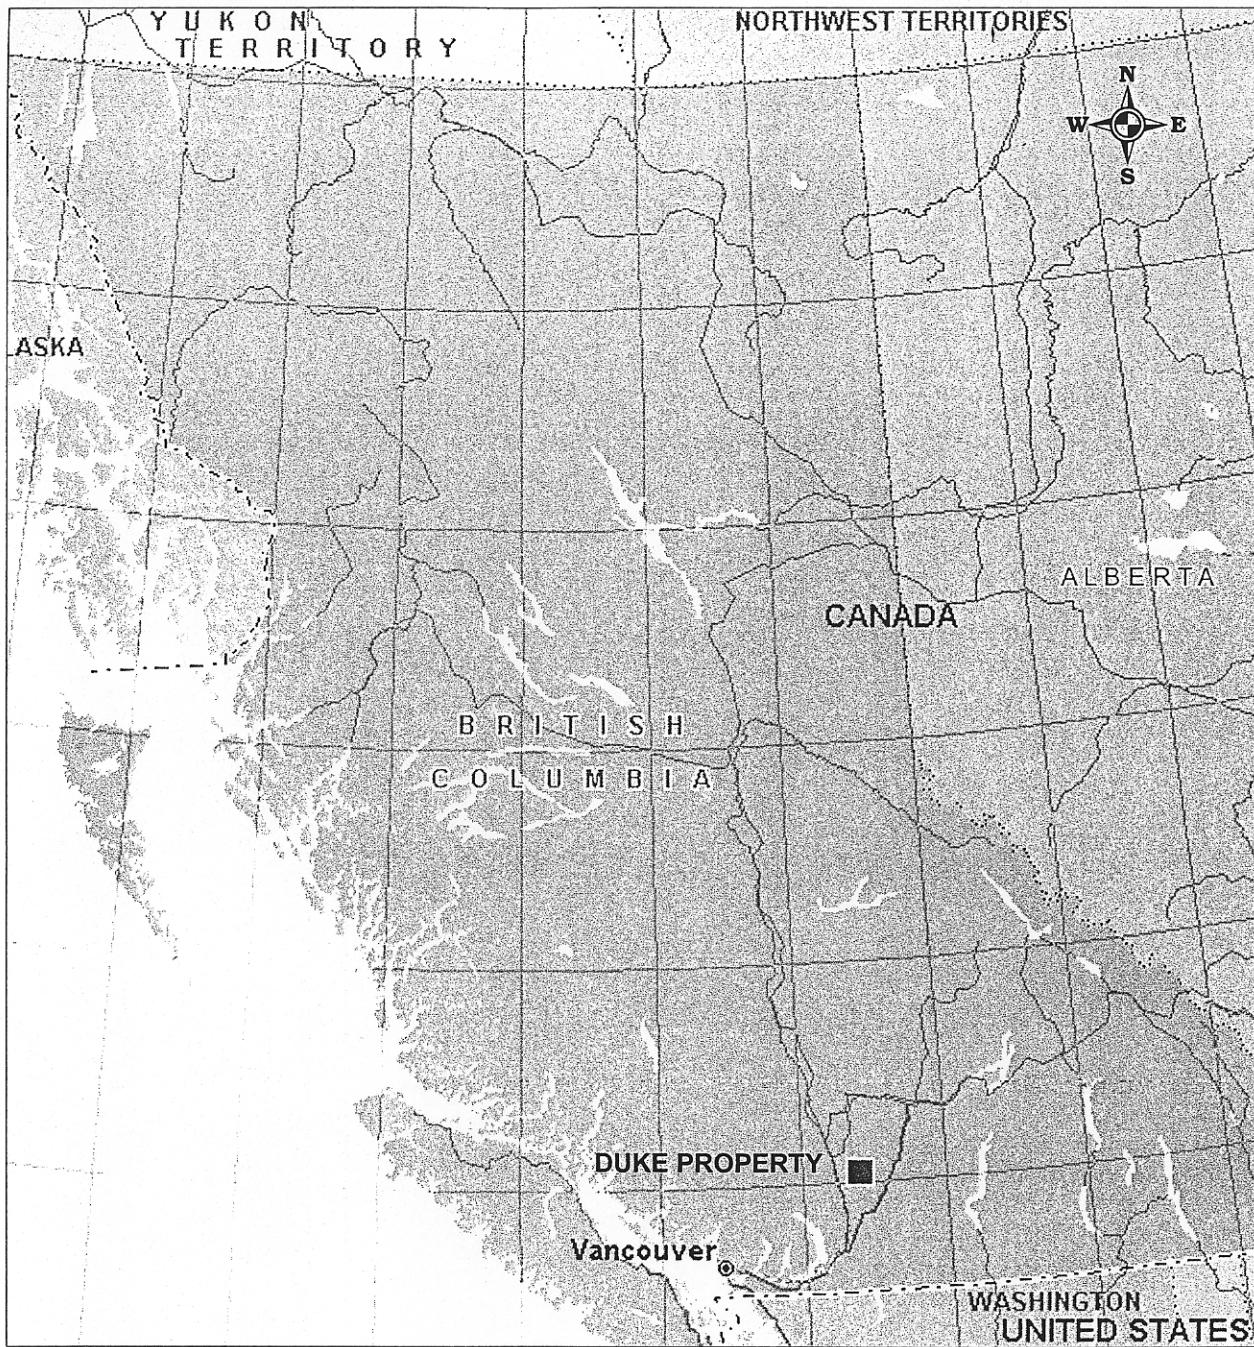 YUKON
TERRITORY
NORTHWEST TERRITORIES
N
W E
S
ASKA
ALBERTA
CANADA
BRITISH
COLUMBIA
DUKE PROPERTY
Vancouver
WASHINGTON
UNITED STATES